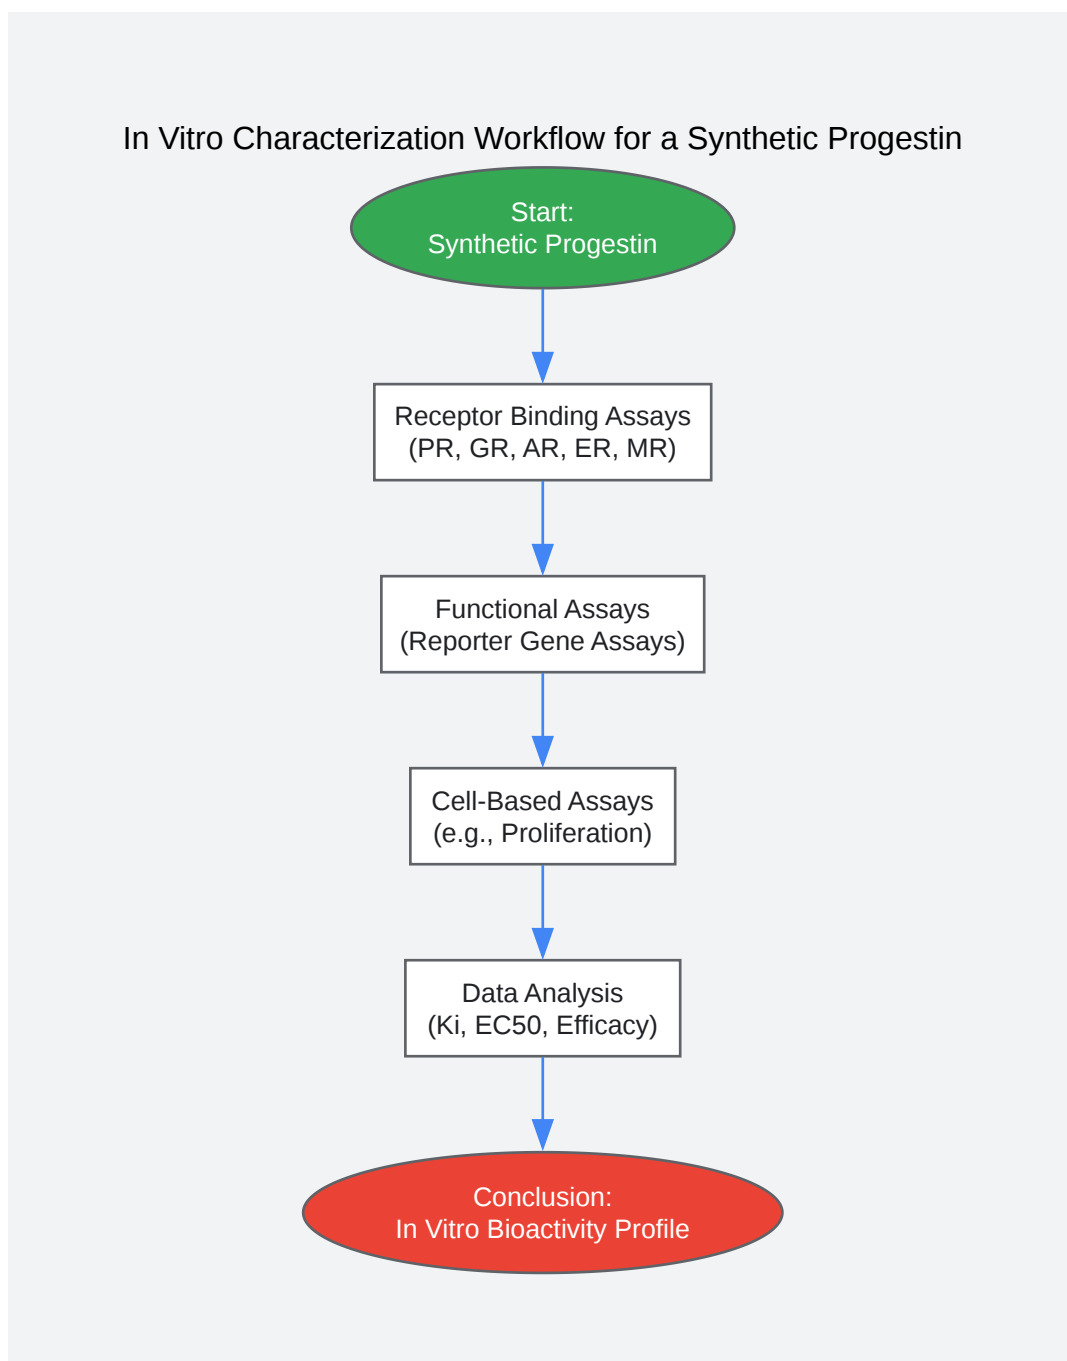 In Vitro Characterization Workflow for a Synthetic Progestin
Start:
Synthetic Progestin
Receptor Binding Assays
(PR, GR, AR, ER, MR)
Functional Assays
(Reporter Gene Assays)
Cell-Based Assays
(e.g., Proliferation)
Data Analysis
(Ki, EC50, Efficacy)
Conclusion:
In Vitro Bioactivity Profile